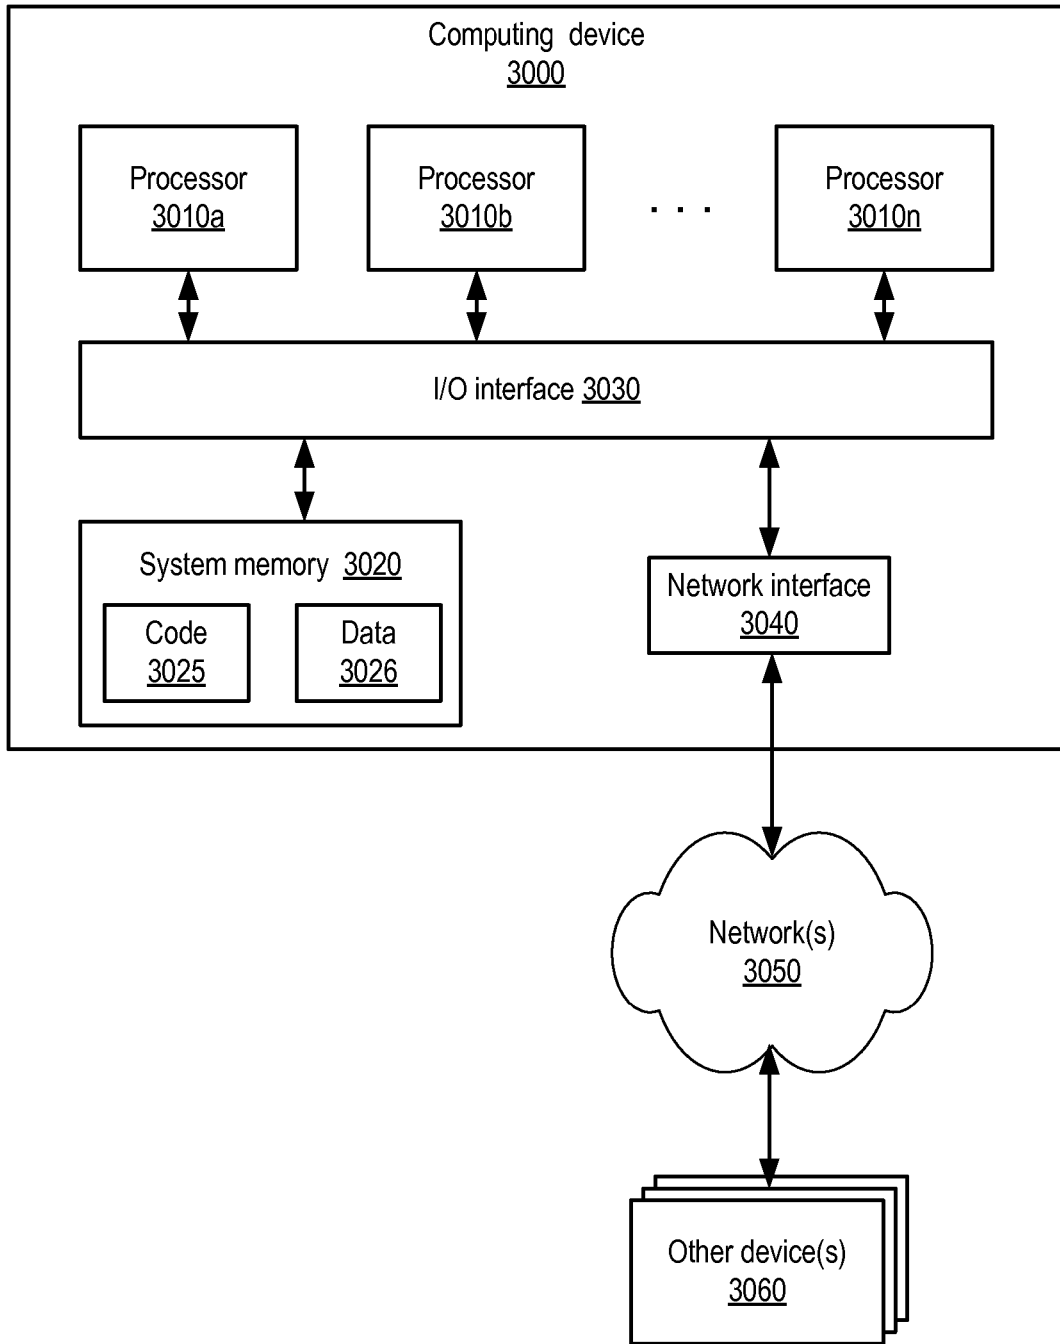 Computing device
3000
Processor
3010a
Processor
3010b
. . .
Processor
3010n
I/O interface 3030
System memory 3020
Code
3025
Data
3026
Network interface
3040
Network(s)
3050
Other device(s)
3060